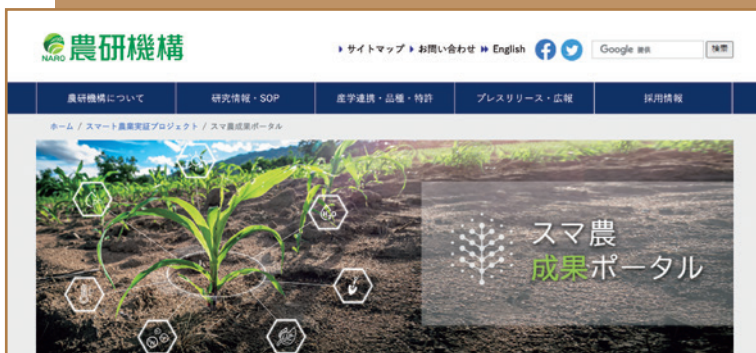 NARO
農研機構
サイトマップ お問い合わせ English
Google 提供
検索
農研機構について 研究情報・SOP 産学連携・品種・特許 プレスリリース・広報 採用情報
ホーム / スマート農業実証プロジェクト / スマ農成果ポータル
スマ農
成果ポータル